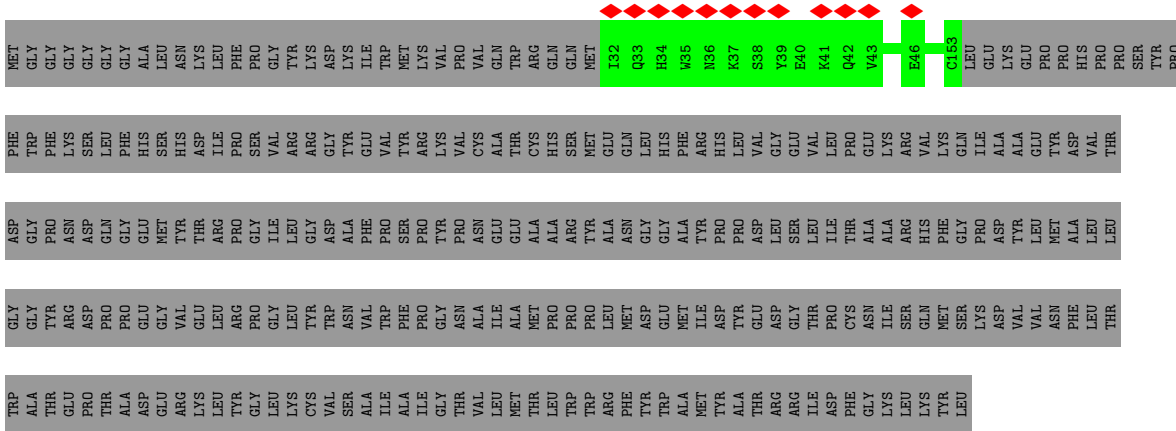 MET GLY GLY GLY GLY GLY GLY ALA LEU ASN LYS LEU PHE PRO GLY TYR LYS ASP LYS ILE TRP MET LYS VAL PRO VAL GLN TRP ARG GLN GLN MET I32 Q33 H34 W35 N36 K37 S38 Y39 E40 K41 Q42 V43 E46 C153 LEU GLU LYS GLU PRO PRO HIS PRO PRO SER TYR PRO
PHE TRP PHE LYS SER LEU PHE HIS SER HIS ASP ILE PRO SER VAL ARG ARG GLY TYR GLU VAL TYR ARG LYS VAL CYS ALA THR CYS HIS SER MET GLU GLN LEU HIS PHE ARG HIS LEU VAL GLY GLU VAL LEU PRO GLU LYS ARG VAL LYS GLN ILE ALA ALA GLU TYR ASP VAL THR
ASP GLY PRO ASN ASP GLN GLY GLU MET TYR THR ARG PRO GLY ILE LEU GLY ASP ALA PHE PRO SER PRO TYR PRO ASN GLU GLU ALA ALA ARG TYR ALA ASN GLY GLY ALA TYR PRO PRO ASP LEU SER LEU ILE THR ALA ALA ARG HIS PHE GLY PRO ASP TYR LEU MET ALA LEU LEU
GLY GLY TYR ARG ASP PRO PRO GLU GLY VAL GLU LEU ARG PRO GLY LEU TYR TRP ASN VAL TRP PHE PRO GLY ASN ALA ILE ALA MET PRO PRO PRO LEU MET ASP GLU MET ILE ASP TYR GLU ASP GLY THR PRO CYS ASN ILE SER GLN MET SER LYS ASP VAL VAL ASN PHE LEU THR
TRP ALA THR GLU PRO THR ALA ASP GLU ARG LYS LEU TYR GLY LEU LYS CYS VAL SER ALA ILE ALA ILE GLY THR VAL LEU MET THR LEU TRP TRP ARG PHE TYR TRP ALA MET TYR ALA THR ARG ARG ILE ASP PHE GLY LYS LEU LYS TYR LEU